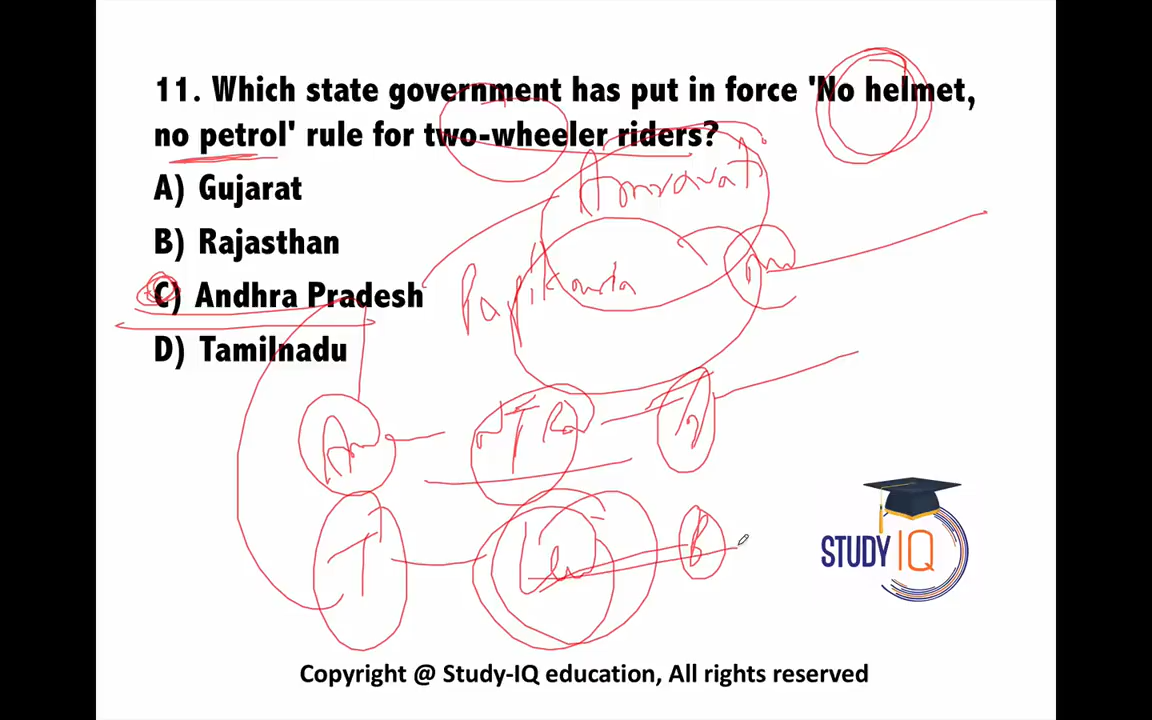 11. Which state government has put in force 'No helmet,
no petrol' rule for two-wheeler riders?
Amravati
A) Gujarat
B) Rajasthan
C) Andhra Pradesh
D) Tamilnadu
T
B
STUDY IQ
Copyright @ Study-IQ education, All rights reserved